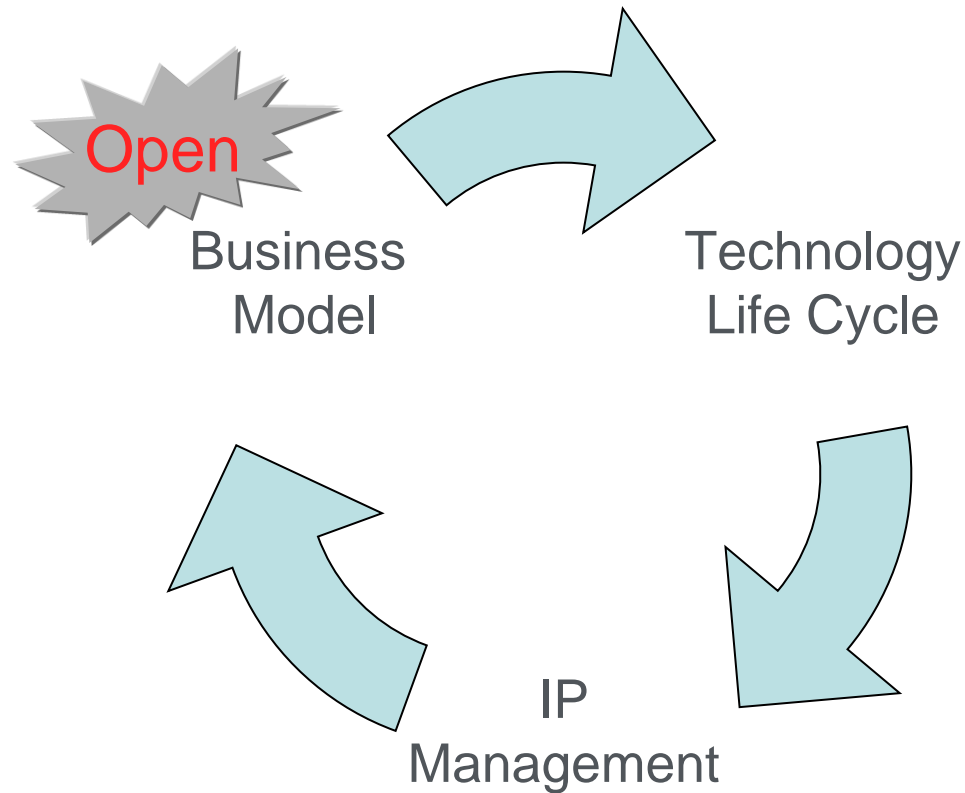 Open
Business
Model
Technology
Life Cycle
IP
Management